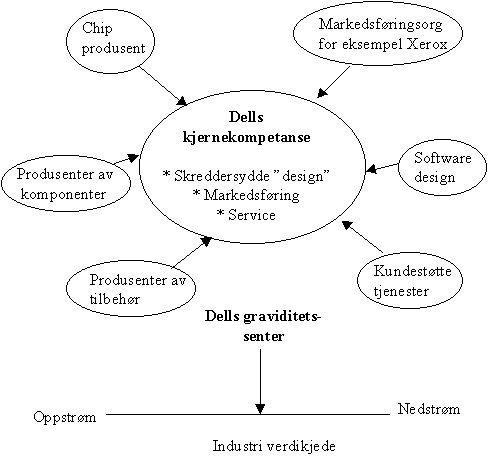 Chip
produsent
Markedsføringsorg
for eksempel Xerox
Dells
kjernekompetanse
* Skreddersydde ”design”
* Markedsføring
* Service
Produsenter av
komponenter
Software
design
Produsenter av
tilbehør
Kundestøtte
tjenester
Dells graviditets-
senter
Oppstrøm
Nedstrøm
Industri verdikjede